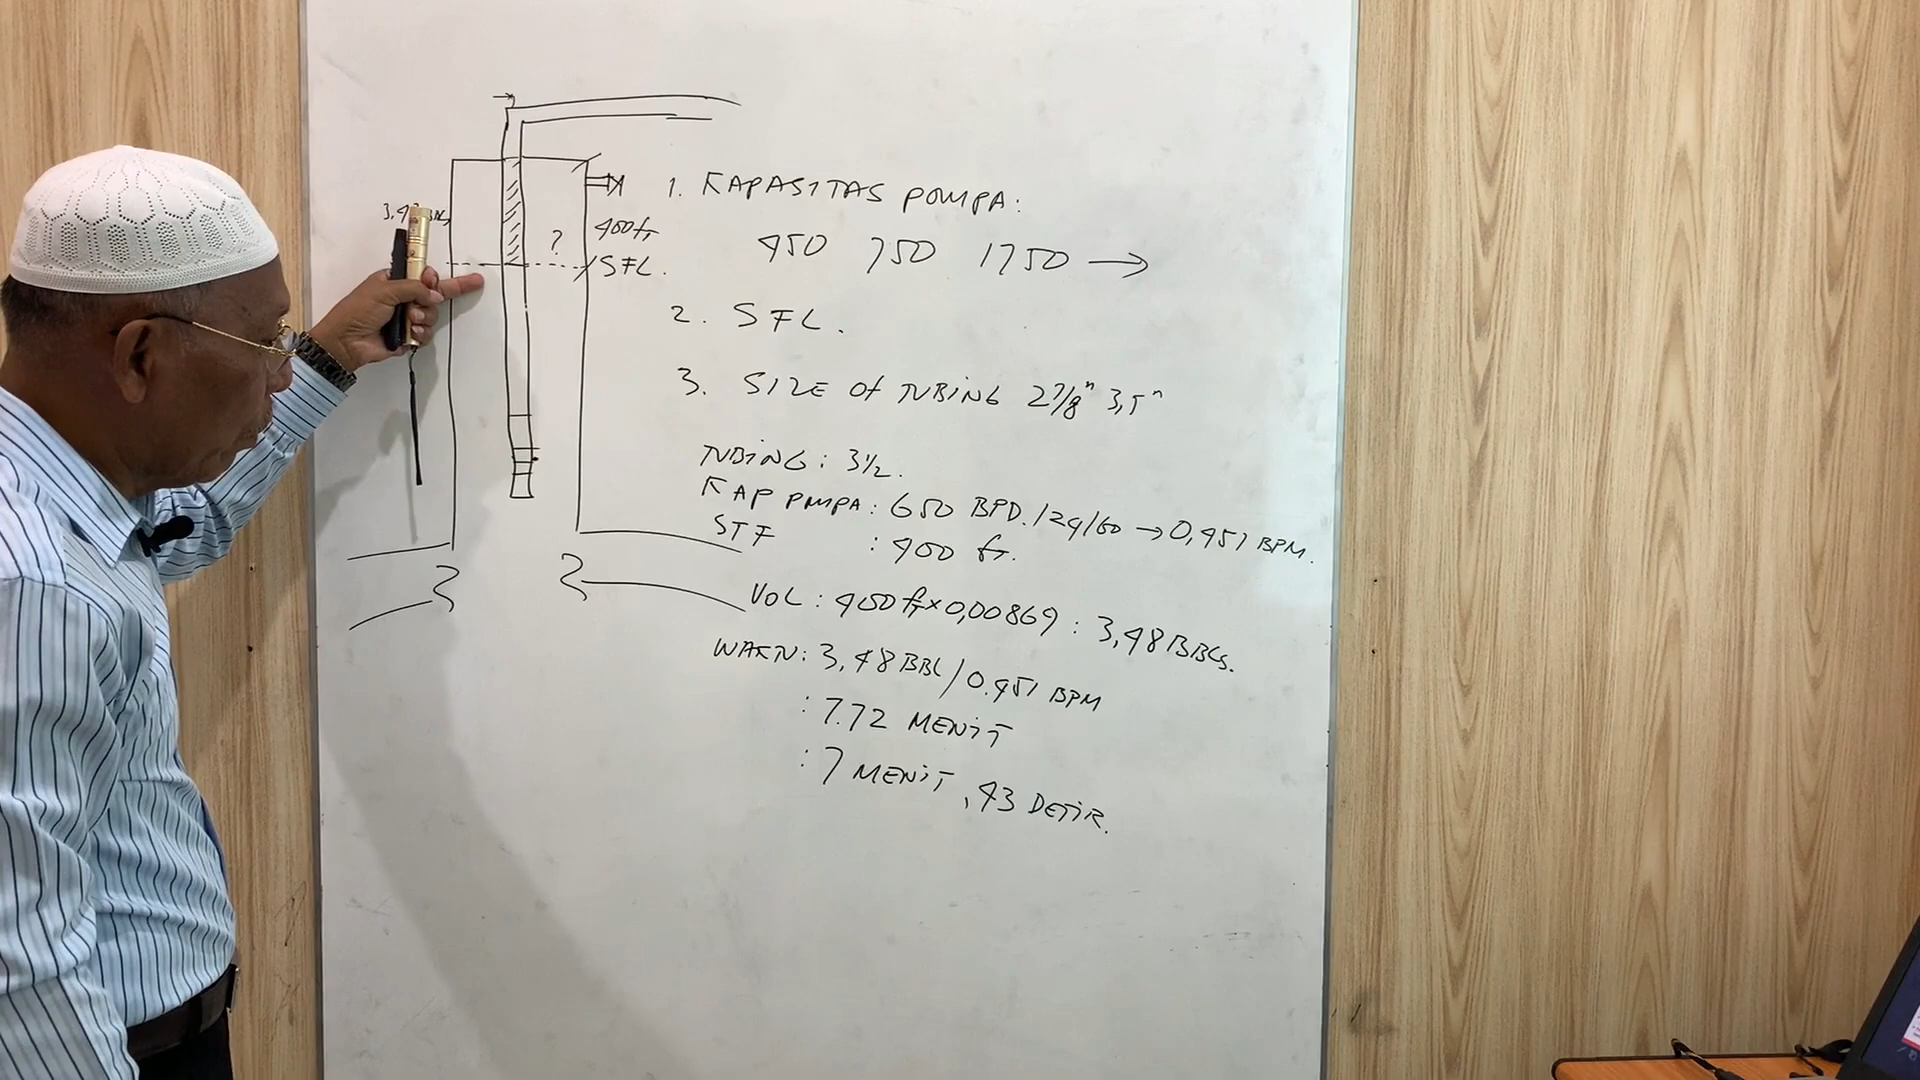 1. KAPASITAS POMPA:
450 750 1750 →
2. SFL.
3. SIZE of TUBING 2 7/8" 3,5"
TUBING: 3 1/2.
KAP PMPA: 650 BPD. /24/60 → 0,451 BPM.
STF : 400 ft.
VOL: 400 ft x 0,00869 : 3,48 BBLS.
WAKTU: 3,48 BBL / 0.451 BPM
: 7.72 MENIT
: 7 MENIT, 43 DETIK.
?
400 ft
SFL.